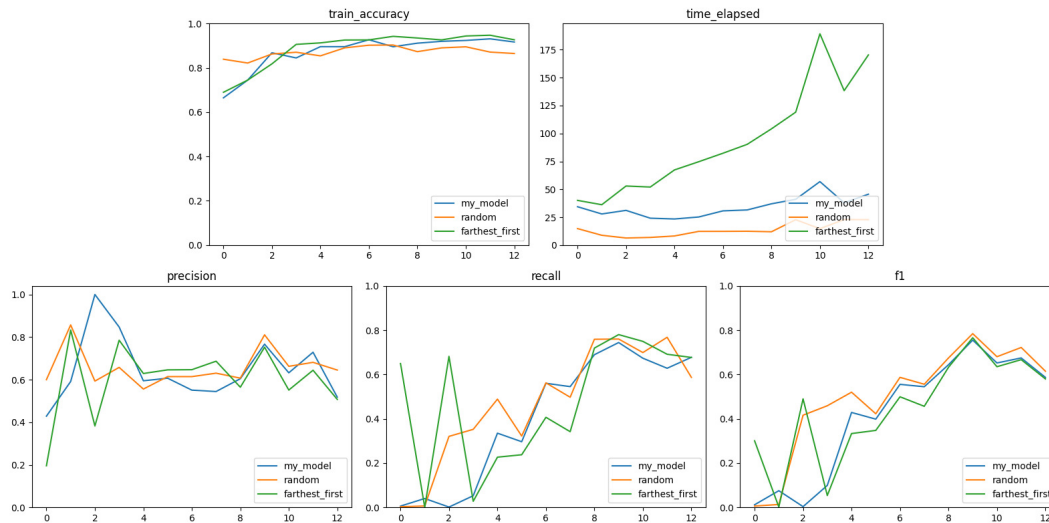 train_accuracy
1.0
0.8
0.6
0.4
0.2
0.0
0 2 4 6 8 10 12
my_model
random
farthest_first
time_elapsed
175
150
125
100
75
50
25
0
0 2 4 6 8 10 12
my_model
random
farthest_first
precision
1.0
0.8
0.6
0.4
0.2
0.0
0 2 4 6 8 10 12
my_model
random
farthest_first
recall
1.0
0.8
0.6
0.4
0.2
0.0
0 2 4 6 8 10 12
my_model
random
farthest_first
f1
1.0
0.8
0.6
0.4
0.2
0.0
0 2 4 6 8 10 12
my_model
random
farthest_first